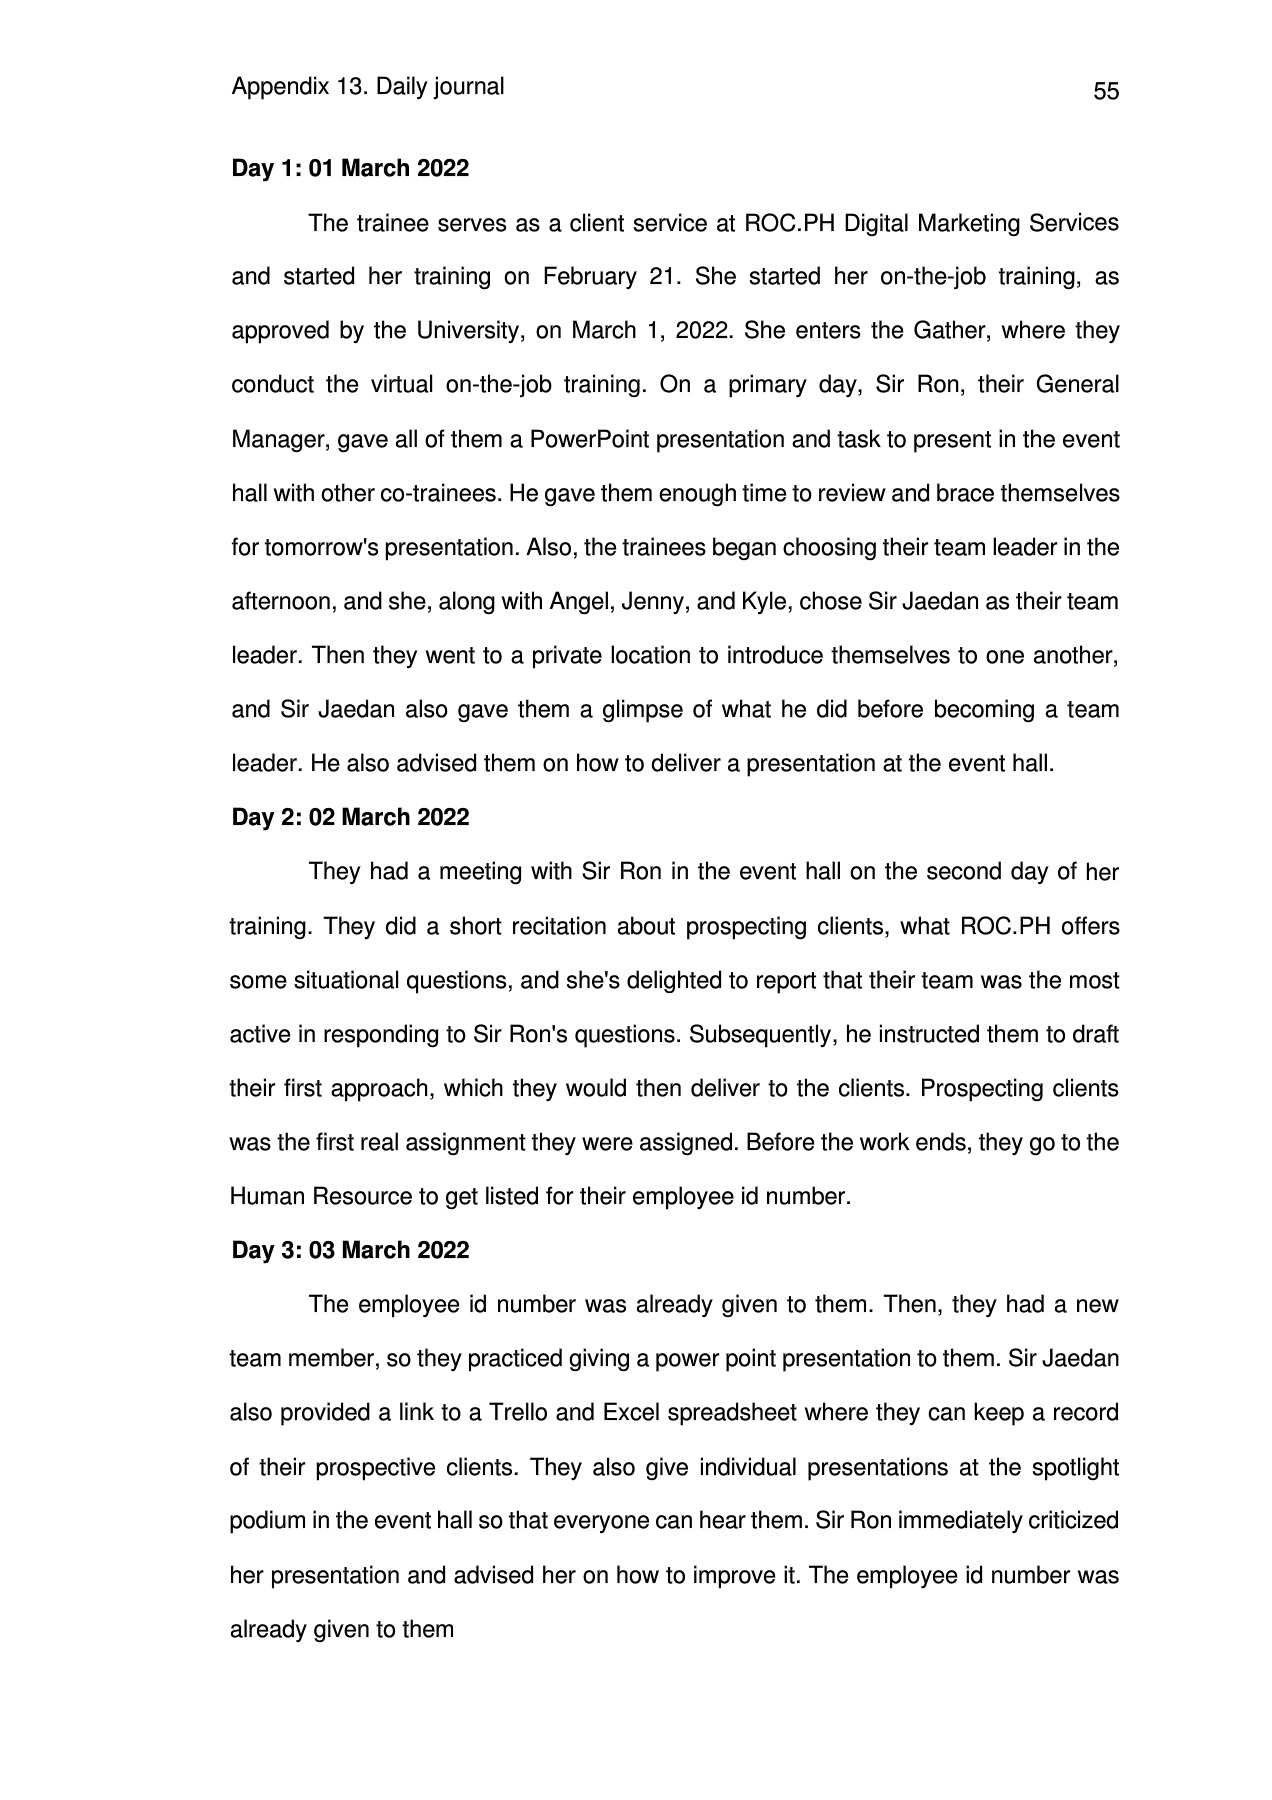 Appendix 13. Daily journal
55
Day 1: 01 March 2022
The trainee serves as a client service at ROC.PH Digital Marketing Services
and started her training on February 21. She started her on-the-job training, as
approved by the University, on March 1, 2022. She enters the Gather, where they
conduct the virtual on-the-job training. On a primary day, Sir Ron, their General
Manager, gave all of them a PowerPoint presentation and task to present in the event
hall with other co-trainees. He gave them enough time to review and brace themselves
for tomorrow's presentation. Also, the trainees began choosing their team leader in the
afternoon, and she, along with Angel, Jenny, and Kyle, chose Sir Jaedan as their team
leader. Then they went to a private location to introduce themselves to one another,
and Sir Jaedan also gave them a glimpse of what he did before becoming a team
leader. He also advised them on how to deliver a presentation at the event hall.
Day 2: 02 March 2022
They had a meeting with Sir Ron in the event hall on the second day of her
training. They did a short recitation about prospecting clients, what ROC.PH offers
some situational questions, and she's delighted to report that their team was the most
active in responding to Sir Ron's questions. Subsequently, he instructed them to draft
their first approach, which they would then deliver to the clients. Prospecting clients
was the first real assignment they were assigned. Before the work ends, they go to the
Human Resource to get listed for their employee id number.
Day 3: 03 March 2022
The employee id number was already given to them. Then, they had a new
team member, so they practiced giving a power point presentation to them. Sir Jaedan
also provided a link to a Trello and Excel spreadsheet where they can keep a record
of their prospective clients. They also give individual presentations at the spotlight
podium in the event hall so that everyone can hear them. Sir Ron immediately criticized
her presentation and advised her on how to improve it. The employee id number was
already given to them